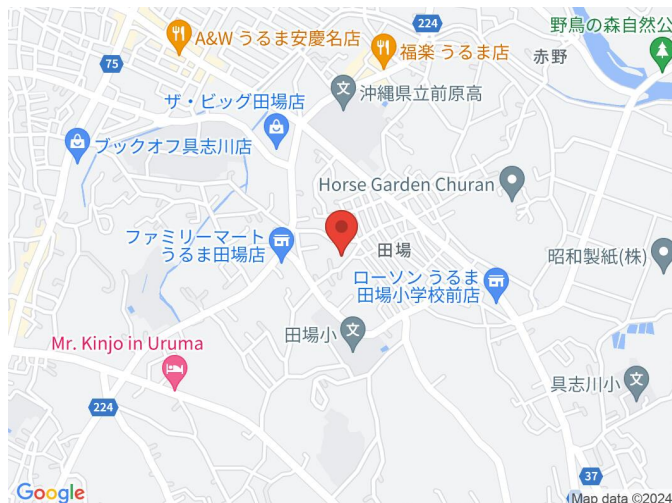 224
A&W うるま安慶名店
福楽 うるま店
野鳥の森自然公
赤野
75
沖縄県立前原高
ザ・ビッグ田場店
ブックオフ具志川店
Horse Garden Churan
ファミリーマート
うるま田場店
田場
昭和製紙(株)
ローソン うるま
田場小学校前店
田場小
Mr. Kinjo in Uruma
具志川小
224
37
Google
Map data ©2024